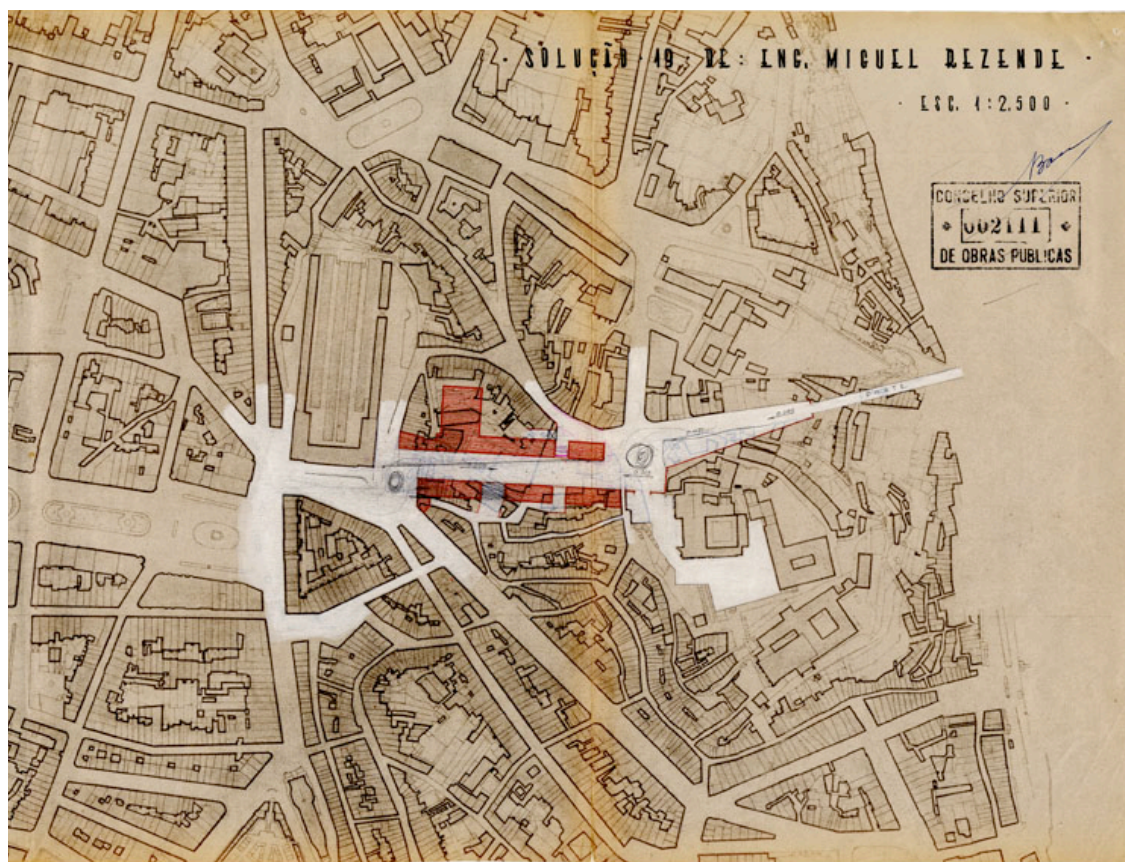 · SOLUÇÃO · 19 · DE : ENG. MIGUEL REZENDE ·
· ESC. 1:2.500 ·
CONSELHO SUPERIOR
002111
DE OBRAS PUBLICAS